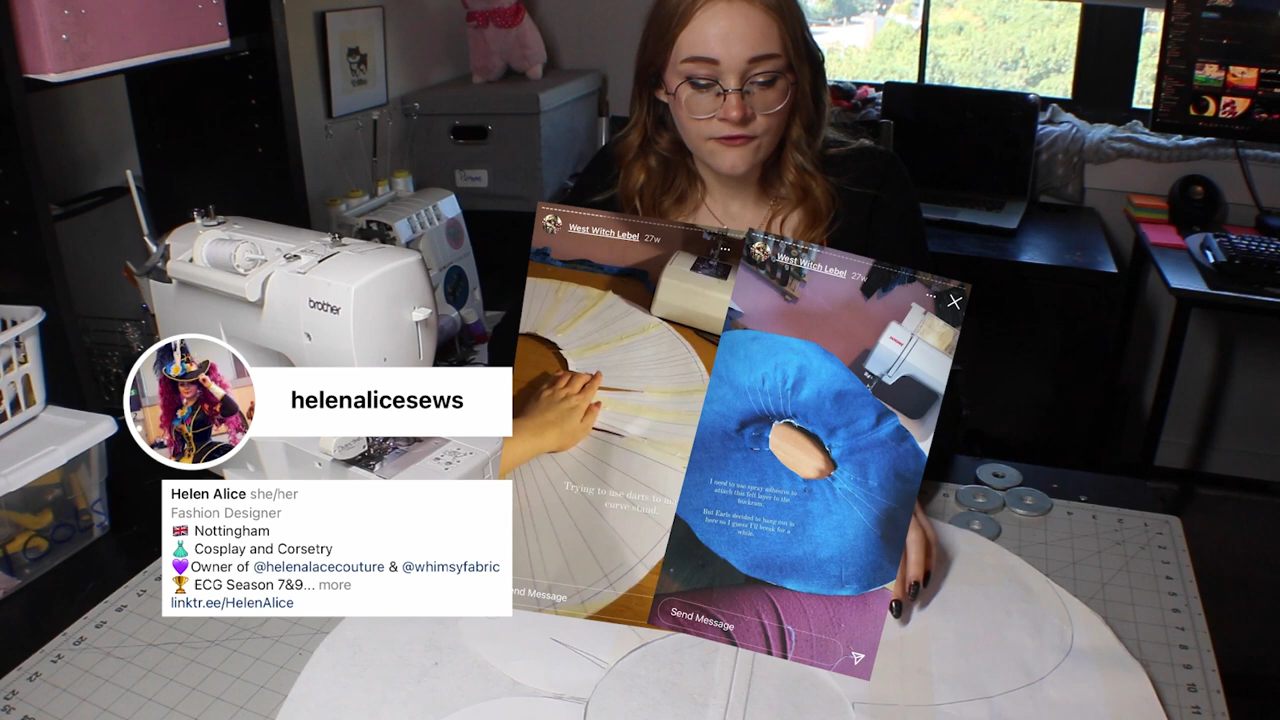 West Witch Lebel 27w
West Witch Lebel 27w
brother
helenalicesews
Helen Alice she/her
Fashion Designer
🇬🇧 Nottingham
👗 Cosplay and Corsetry
💜Owner of @helenalacecouture & @whimsyfabric
🏆 ECG Season 7&9... more
linktr.ee/HelenAlice
Trying to use darts to m
curve stand.
I need to use spray adhesive to
attach this felt layer to the
buckram.
But Earle decided to hang out in
here so I guess I'll break for a
while.
end Message
Send Message